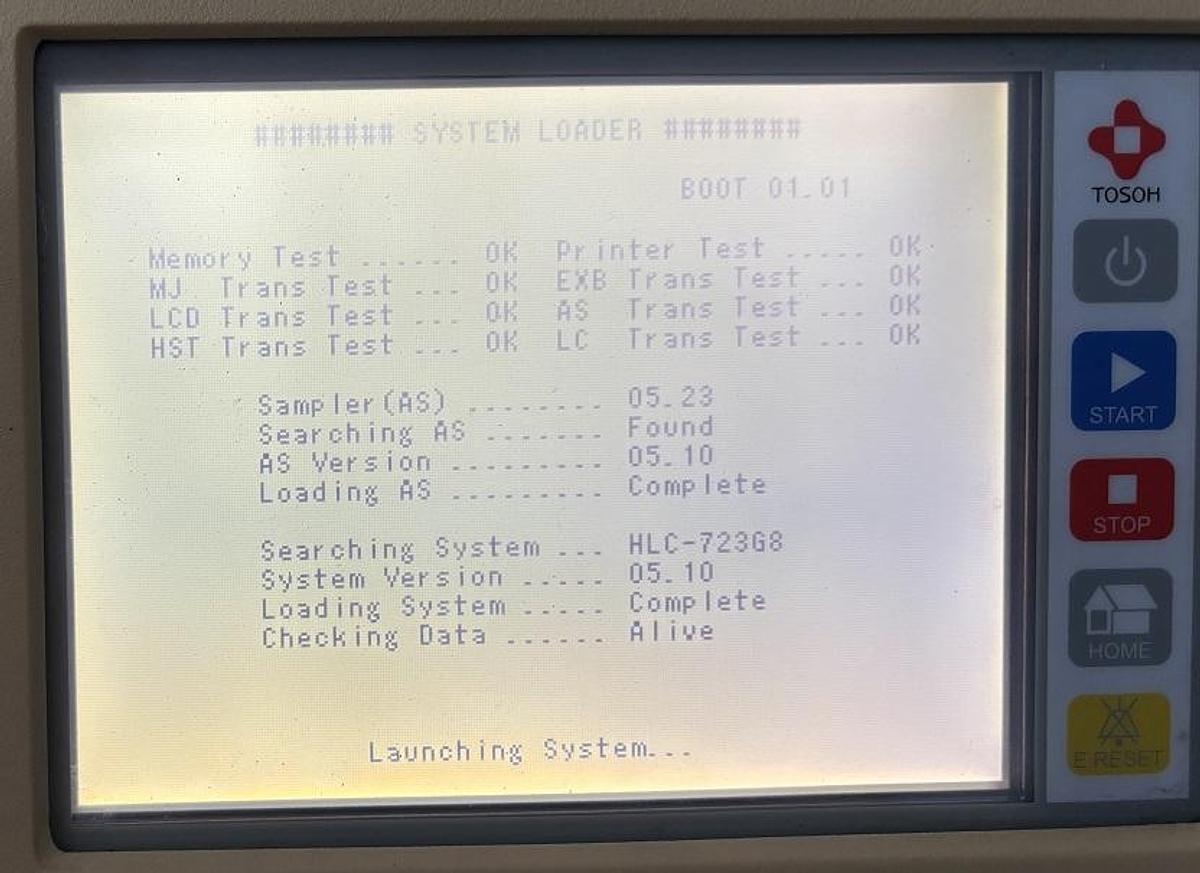 ######## SYSTEM LOADER ########
BOOT 01.01
Memory Test ...... OK Printer Test ..... OK
MJ Trans Test ... OK EXB Trans Test ... OK
LCD Trans Test ... OK AS Trans Test ... OK
HST Trans Test ... OK LC Trans Test ... OK
Sampler(AS) ........ 05.23
Searching AS ....... Found
AS Version ......... 05.10
Loading AS ......... Complete
Searching System ... HLC-723G8
System Version ..... 05.10
Loading System ..... Complete
Checking Data ...... Alive
Launching System...
TOSOH
START
STOP
HOME
E RESET